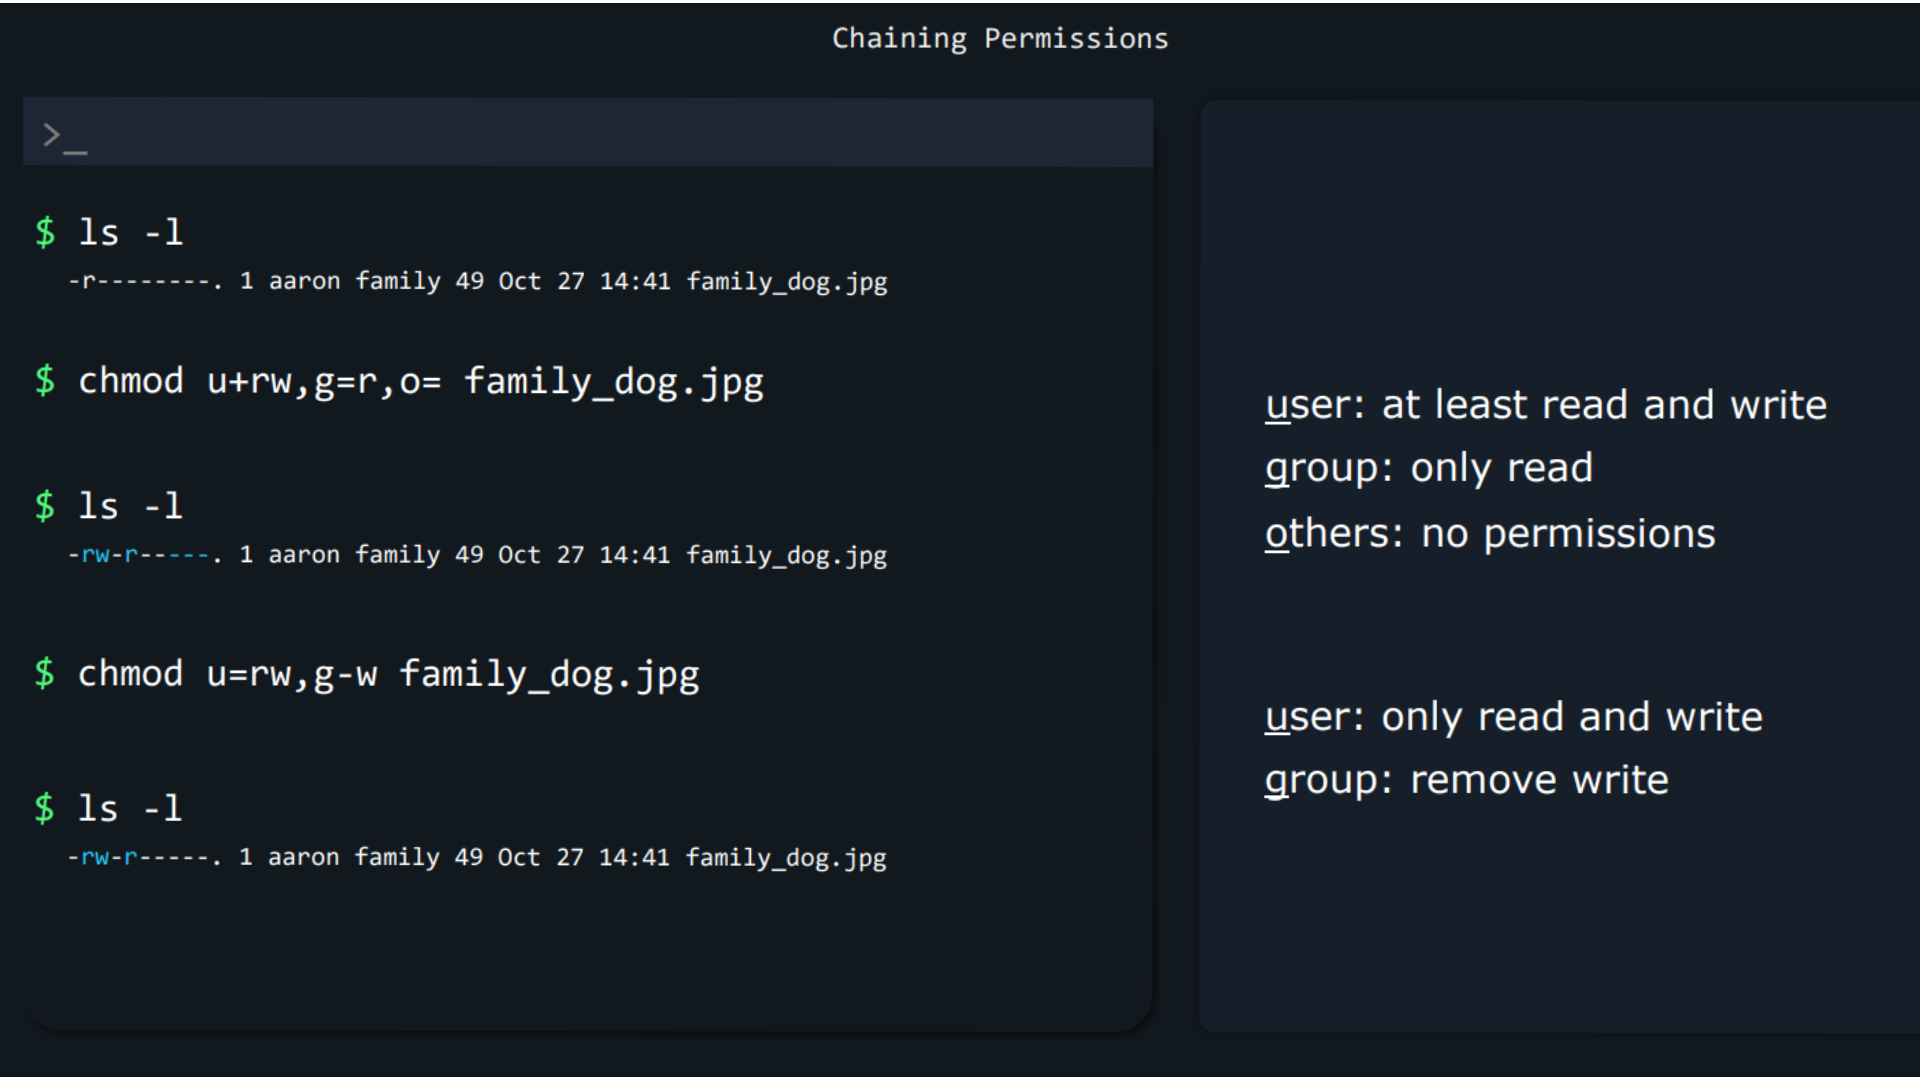 Chaining Permissions
>_
$ ls -l
-r--------. 1 aaron family 49 Oct 27 14:41 family_dog.jpg
$ chmod u+rw,g=r,o= family_dog.jpg
$ ls -l
-rw-r-----. 1 aaron family 49 Oct 27 14:41 family_dog.jpg
$ chmod u=rw,g-w family_dog.jpg
$ ls -l
-rw-r-----. 1 aaron family 49 Oct 27 14:41 family_dog.jpg
user: at least read and write
group: only read
others: no permissions
user: only read and write
group: remove write